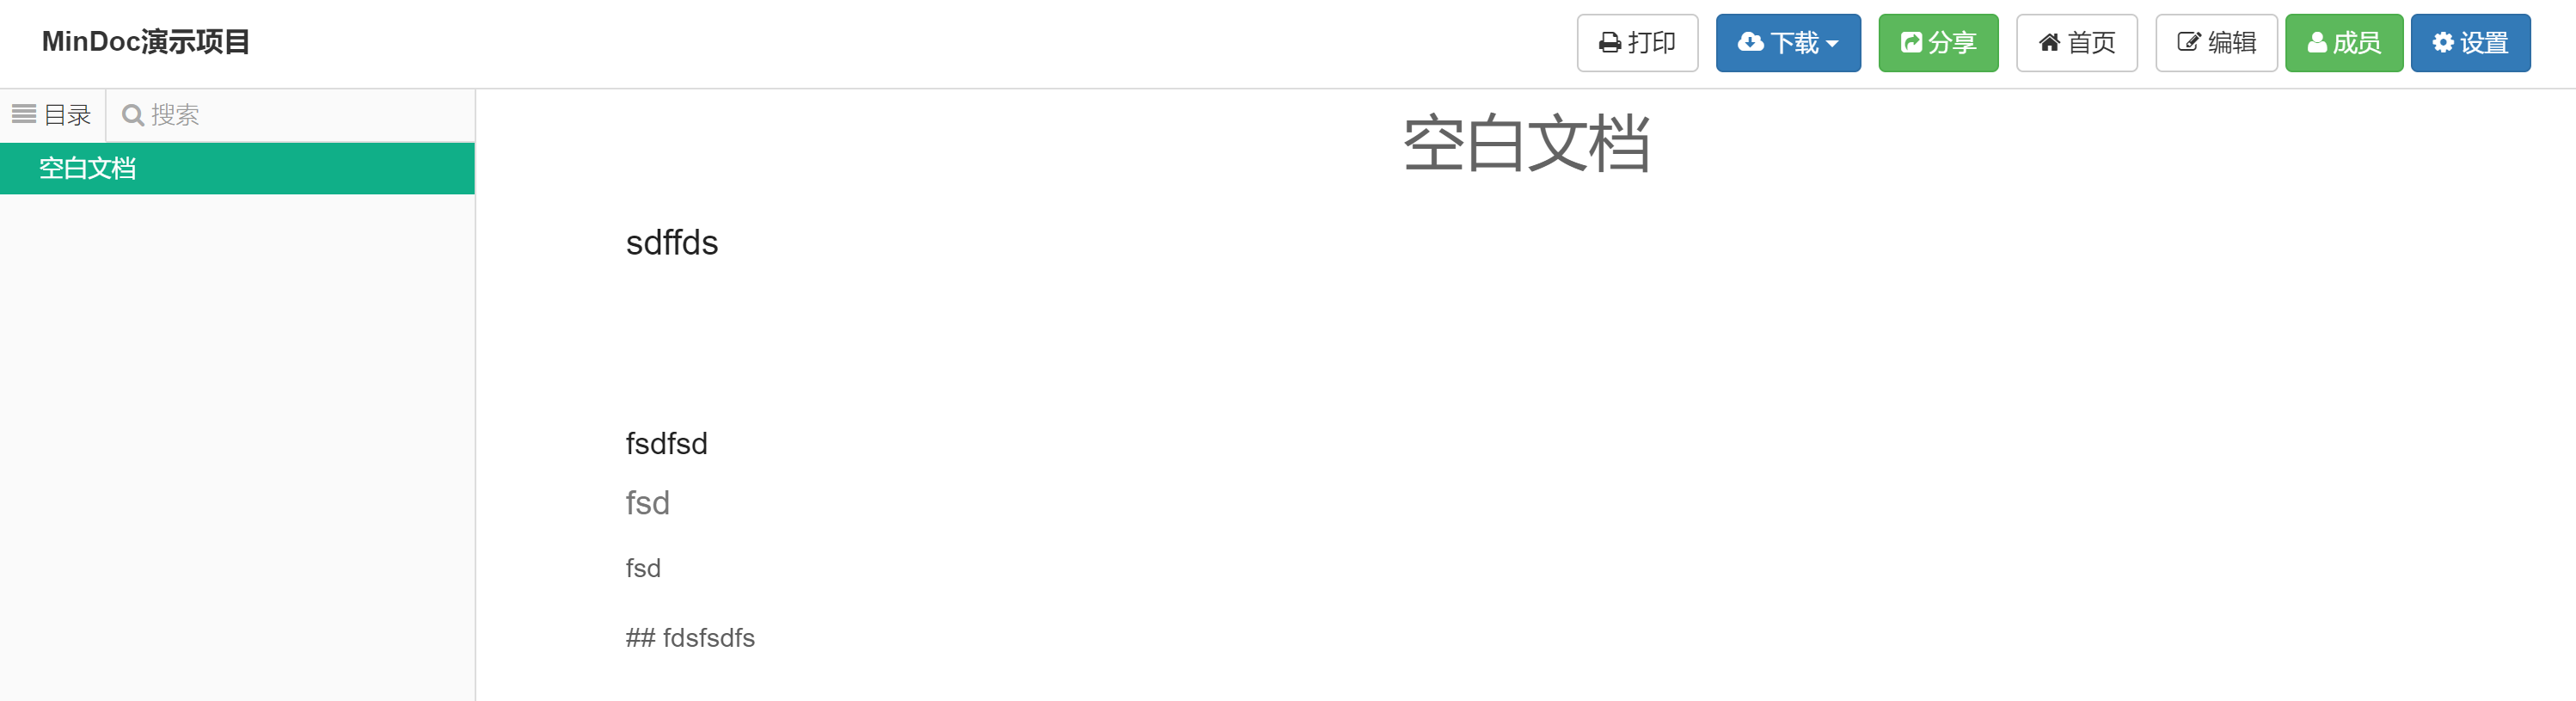 MinDoc演示项目
打印 下载 分享 首页 编辑 成员 设置
目录 搜索
空白文档
空白文档
sdffds
fsdfsd
fsd
fsd
## fdsfsdfs